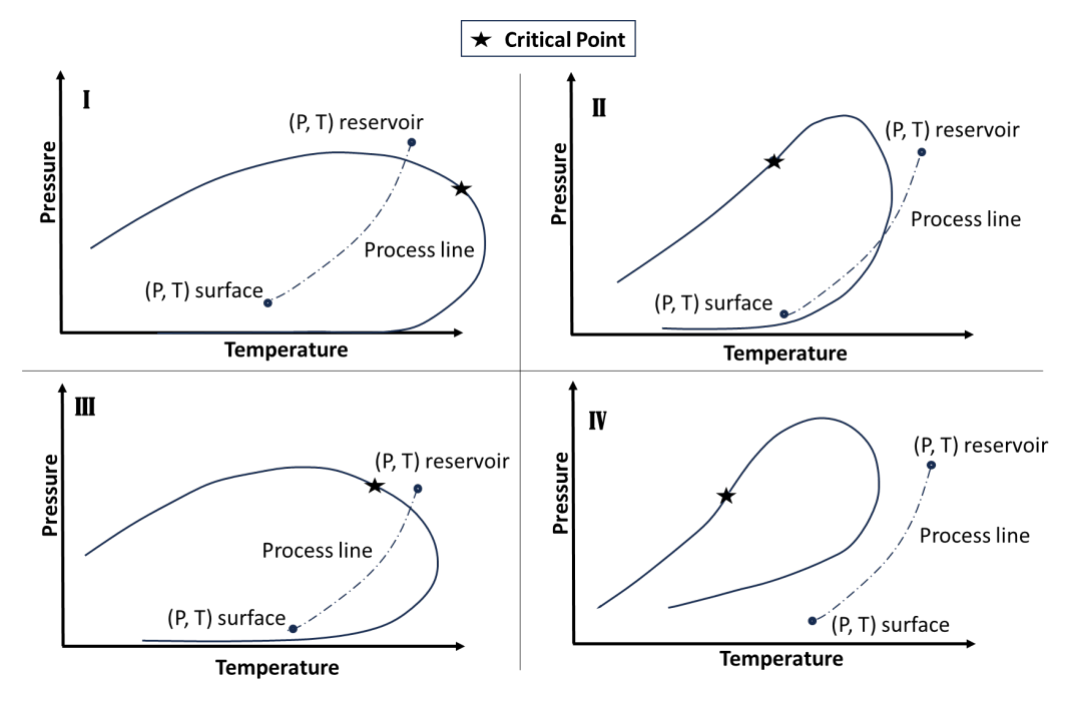 ★ Critical Point
I
(P, T) reservoir
Pressure
Process line
(P, T) surface
Temperature
II
(P, T) reservoir
Pressure
Process line
(P, T) surface
Temperature
III
(P, T) reservoir
Pressure
Process line
(P, T) surface
Temperature
IV
(P, T) reservoir
Pressure
Process line
(P, T) surface
Temperature